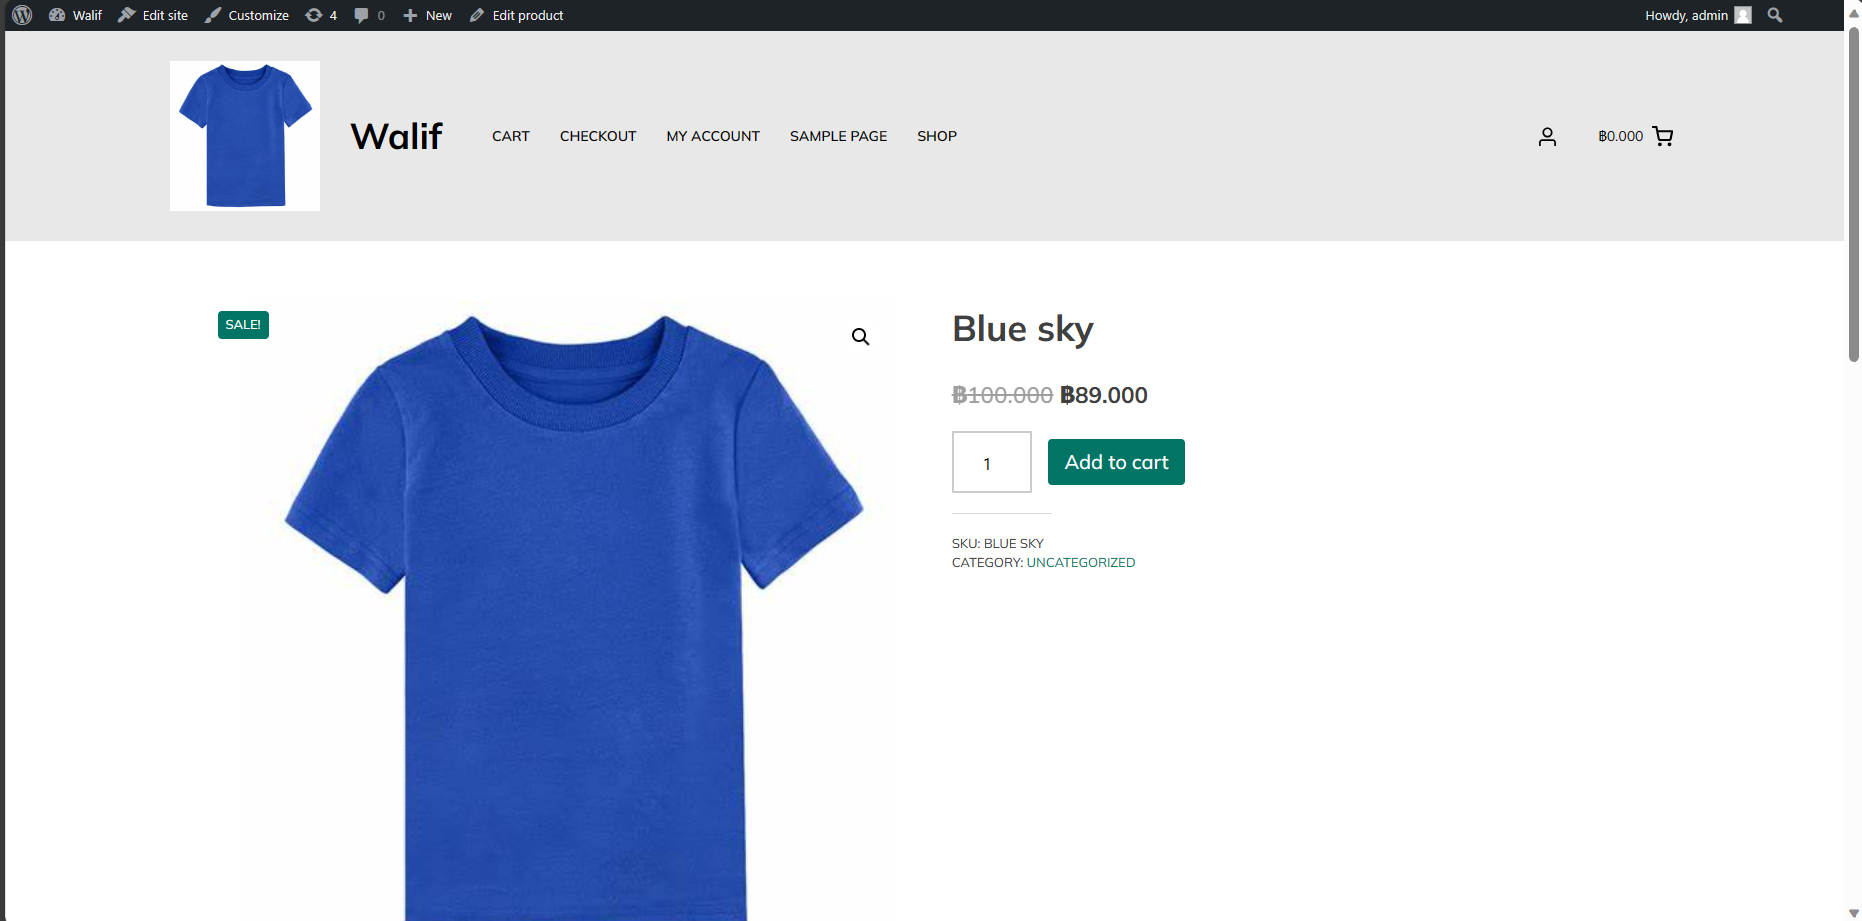 Walif Edit site Customize 4 0 New Edit product Howdy, admin
Walif CART CHECKOUT MY ACCOUNT SAMPLE PAGE SHOP ฿0.000
SALE!
Blue sky
฿100.000 ฿89.000
1 Add to cart
SKU: BLUE SKY
CATEGORY: UNCATEGORIZED